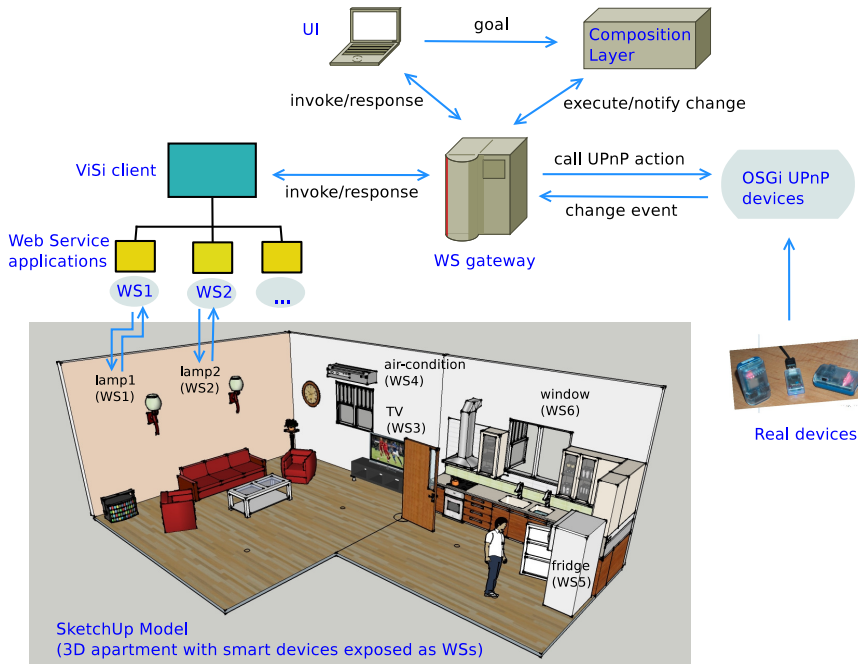 UI
goal
Composition
Layer
invoke/response
execute/notify change
ViSi client
invoke/response
call UPnP action
change event
OSGi UPnP
devices
WS gateway
Web Service
applications
WS1
WS2
...
lamp1
(WS1)
lamp2
(WS2)
air-condition
(WS4)
TV
(WS3)
window
(WS6)
fridge
(WS5)
Real devices
SketchUp Model
(3D apartment with smart devices exposed as WSs)